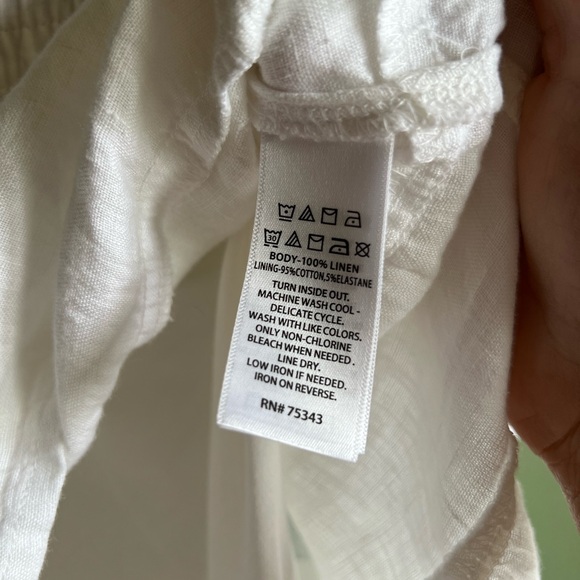 30
BODY-100% LINEN
LINING-95%COTTON,5%ELASTANE
TURN INSIDE OUT.
MACHINE WASH COOL -
DELICATE CYCLE.
WASH WITH LIKE COLORS.
ONLY NON-CHLORINE
BLEACH WHEN NEEDED.
LINE DRY.
LOW IRON IF NEEDED.
IRON ON REVERSE.
RN# 75343